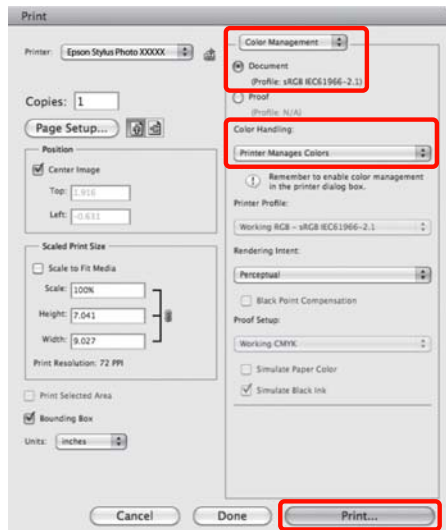 Print
Printer: Epson Stylus Photo XXXXX
Copies: 1
Page Setup...
Position
Center Image
Top: 1.916
Left: -0.631
Scaled Print Size
Scale to Fit Media
Scale: 100%
Height: 7.041
Width: 9.027
Print Resolution: 72 PPI
Print Selected Area
Bounding Box
Units: inches
Color Management
Document
(Profile: sRGB IEC61966-2.1)
Proof
(Profile: N/A)
Color Handling:
Printer Manages Colors
Remember to enable color management
in the printer dialog box.
Printer Profile:
Working RGB - sRGB IEC61966-2.1
Rendering Intent:
Perceptual
Black Point Compensation
Proof Setup:
Working CMYK
Simulate Paper Color
Simulate Black Ink
Cancel
Done
Print...